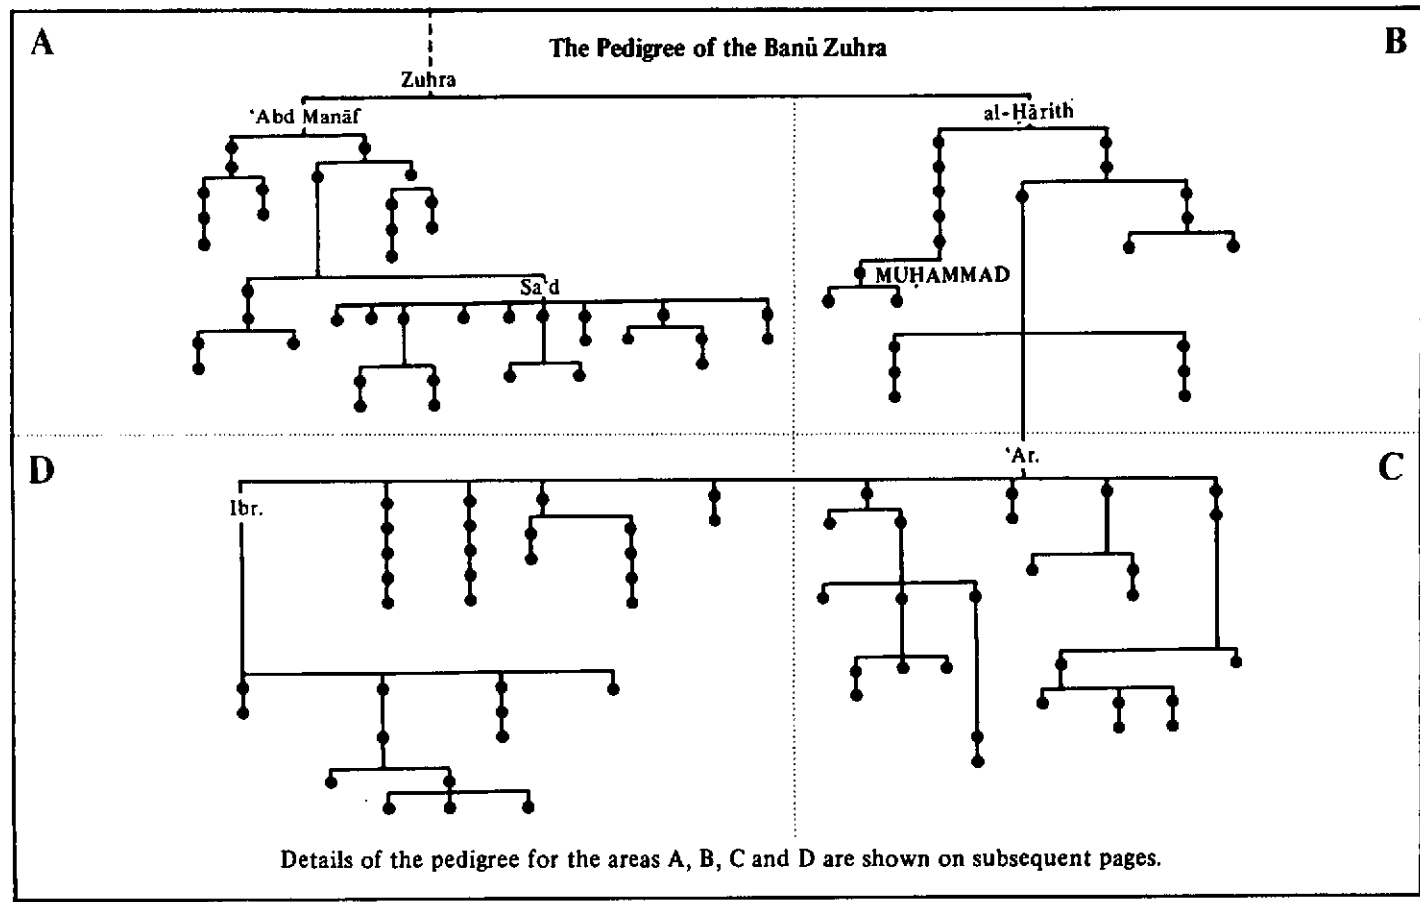 A
B
The Pedigree of the Banū Zuhra
Zuhra
‘Abd Manāf
al-Ḥārith
MUḤAMMAD
Sa‘d
‘Ar.
D
C
Ibr.
Details of the pedigree for the areas A, B, C and D are shown on subsequent pages.